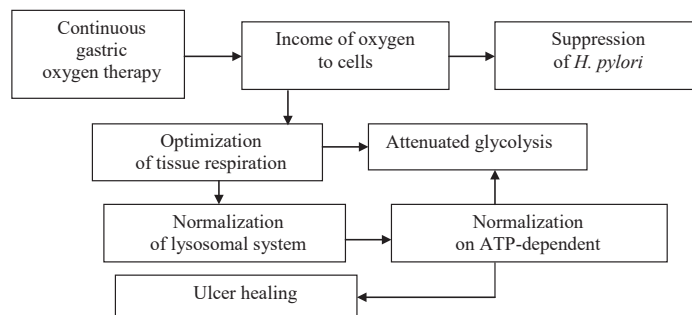 Continuous
gastric
oxygen therapy
Income of oxygen
to cells
Suppression
of H. pylori
Optimization
of tissue respiration
Attenuated glycolysis
Normalization
of lysosomal system
Normalization
on ATP-dependent
Ulcer healing